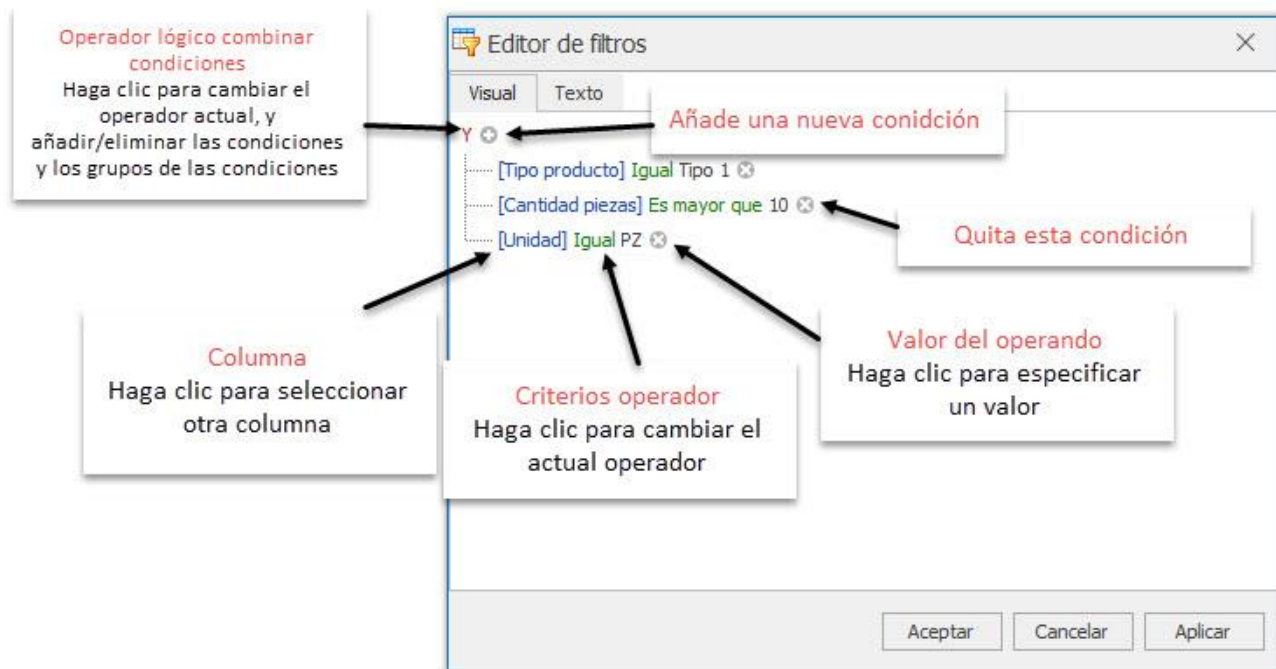 Operador lógico combinar
condiciones
Haga clic para cambiar el
operador actual, y
añadir/eliminar las condiciones
y los grupos de las condiciones
Editor de filtros
Visual Texto
Añade una nueva conidción
Y
[Tipo producto] Igual Tipo 1
[Cantidad piezas] Es mayor que 10
[Unidad] Igual PZ
Quita esta condición
Columna
Haga clic para seleccionar
otra columna
Criterios operador
Haga clic para cambiar el
actual operador
Valor del operando
Haga clic para especificar
un valor
Aceptar Cancelar Aplicar